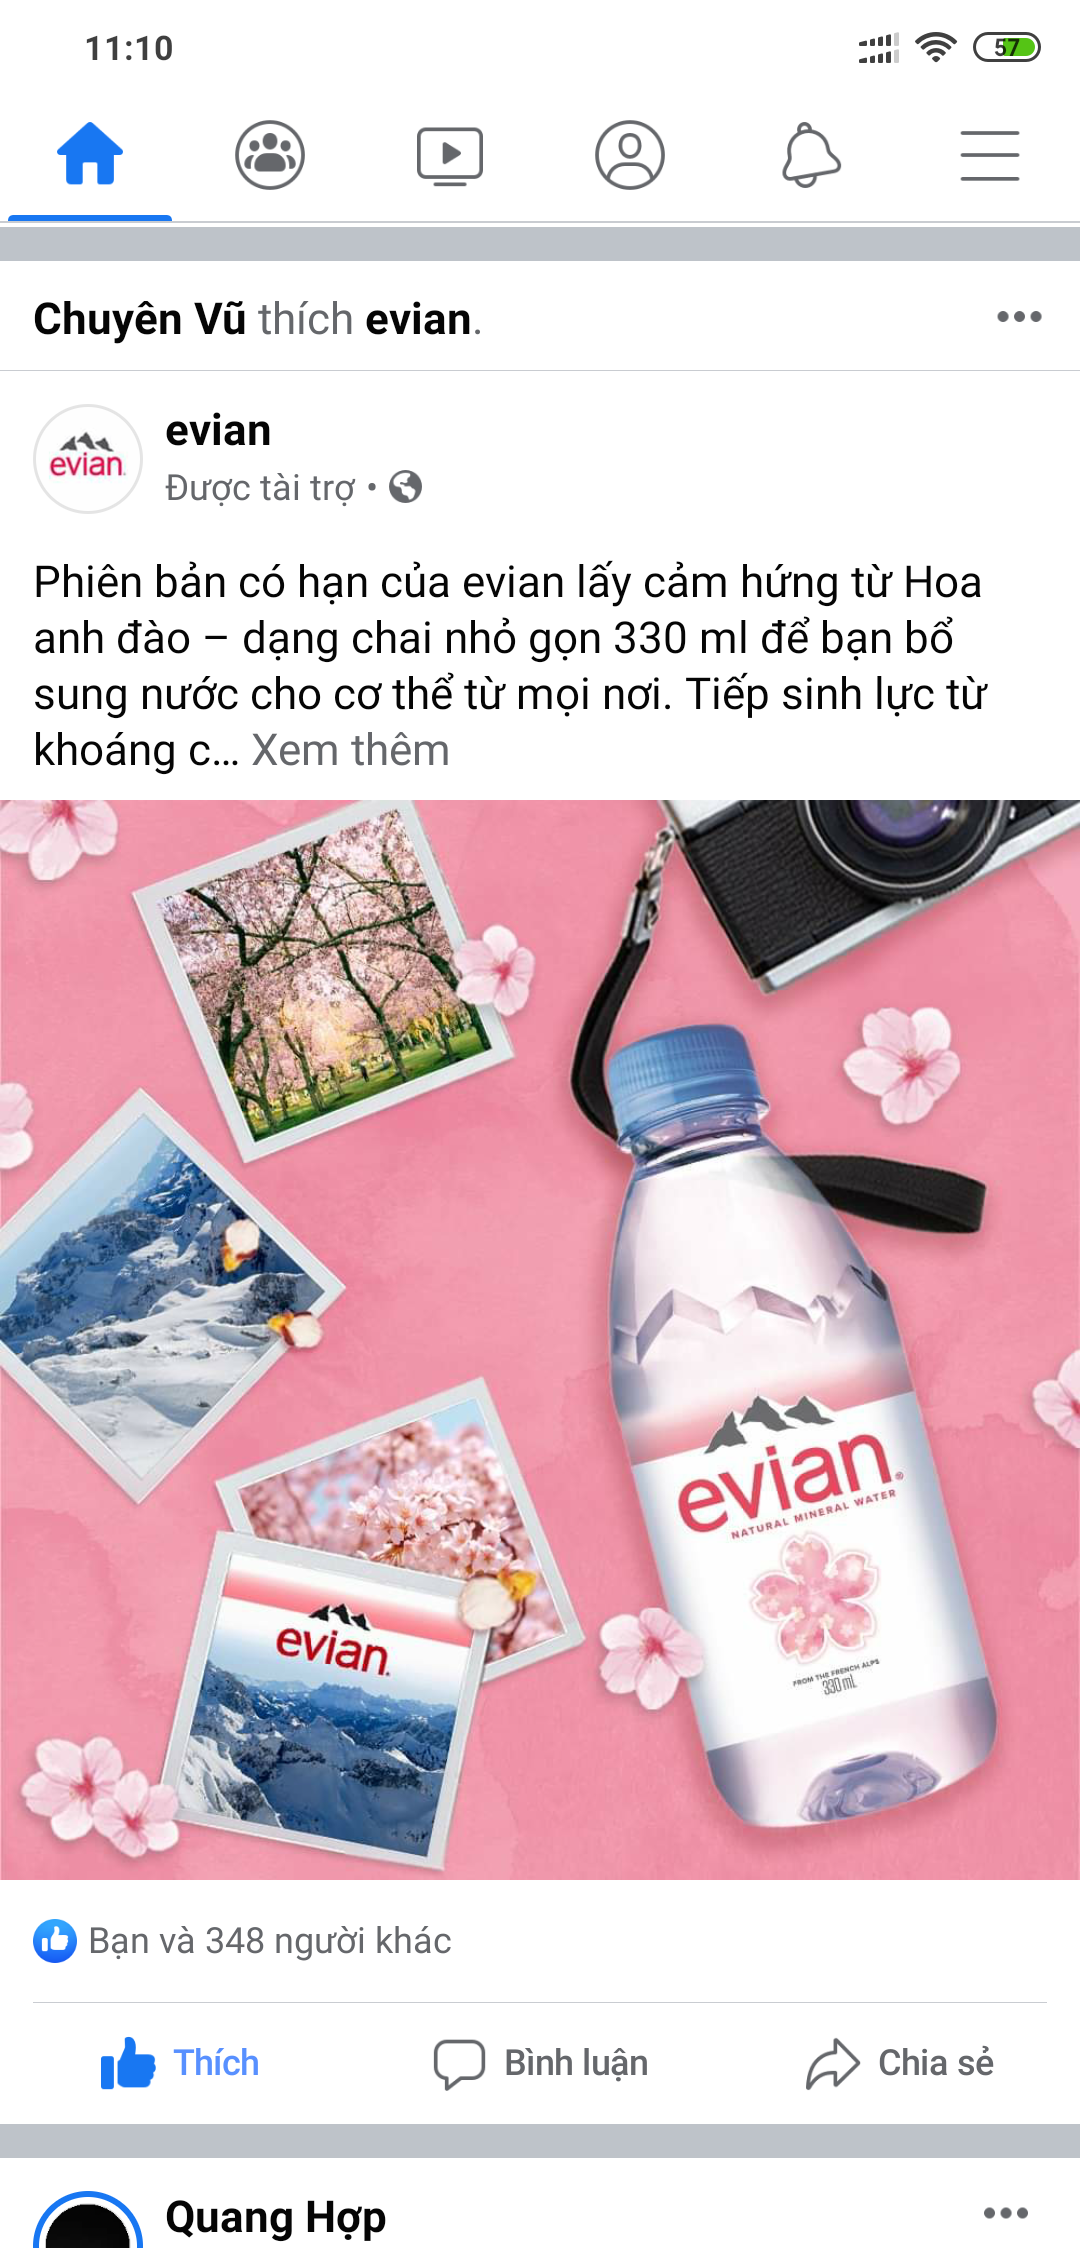 11:10
57
Chuyên Vũ thích evian.
evian
evian
Được tài trợ •
Phiên bản có hạn của evian lấy cảm hứng từ Hoa
anh đào – dạng chai nhỏ gọn 330 ml để bạn bổ
sung nước cho cơ thể từ mọi nơi. Tiếp sinh lực từ
khoáng c... Xem thêm
evian®
NATURAL MINERAL WATER
FROM THE FRENCH ALPS
330 mL
evian.
Bạn và 348 người khác
Thích
Bình luận
Chia sẻ
Quang Hợp